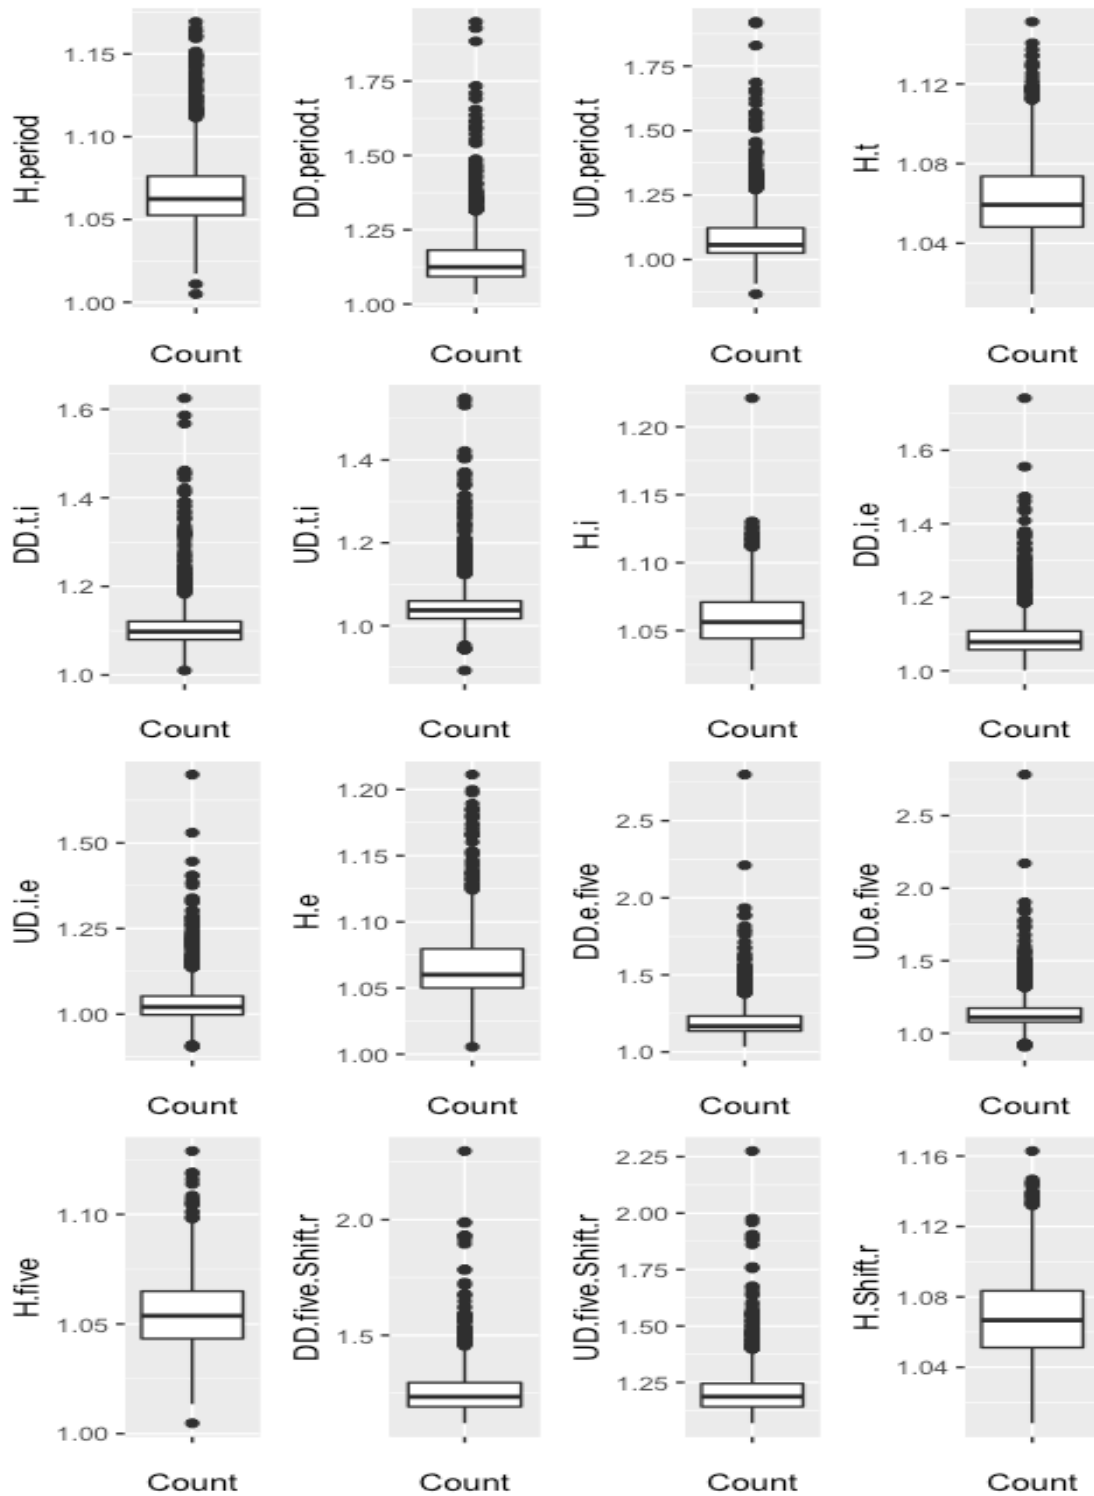 H.period
1.15
1.10
1.05
1.00
Count
DD.period.t
1.75
1.50
1.25
1.00
Count
UD.period.t
1.75
1.50
1.25
1.00
Count
H.t
1.12
1.08
1.04
Count
DD.t.i
1.6
1.4
1.2
1.0
Count
UD.t.i
1.4
1.2
1.0
Count
H.i
1.20
1.15
1.10
1.05
Count
DD.i.e
1.6
1.4
1.2
1.0
Count
UD.i.e
1.50
1.25
1.00
Count
H.e
1.20
1.15
1.10
1.05
1.00
Count
DD.e.five
2.5
2.0
1.5
1.0
Count
UD.e.five
2.5
2.0
1.5
1.0
Count
H.five
1.10
1.05
1.00
Count
DD.five.Shift.r
2.0
1.5
Count
UD.five.Shift.r
2.25
2.00
1.75
1.50
1.25
Count
H.Shift.r
1.16
1.12
1.08
1.04
Count